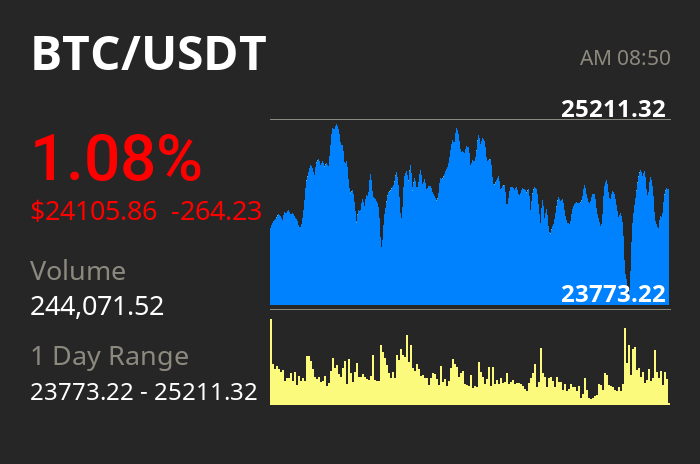 BTC/USDT
AM 08:50
25211.32
1.08%
$24105.86 -264.23
Volume
244,071.52
23773.22
1 Day Range
23773.22 - 25211.32